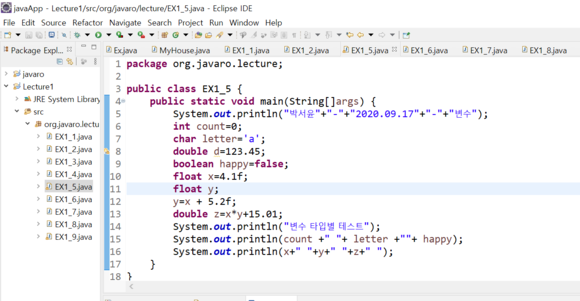 javaApp - Lecture1/src/org/javaro/lecture/EX1_5.java - Eclipse IDE
File Edit Source Refactor Navigate Search Project Run Window Help
Package Expl...
Ex.java MyHouse.java EX1_1.java EX1_2.java EX1_5.java EX1_6.java EX1_7.java EX1_8.java
javaro
Lecture1
JRE System Library
src
org.javaro.lectu
EX1_1.java
EX1_2.java
EX1_3.java
EX1_4.java
EX1_5.java
EX1_6.java
EX1_7.java
EX1_8.java
EX1_9.java
1 package org.javaro.lecture;
2
3 public class EX1_5 {
4 public static void main(String[]args) {
5 System.out.println("박서윤"+"-"+"2020.09.17"+"-"+"변수");
6 int count=0;
7 char letter='a';
8 double d=123.45;
9 boolean happy=false;
10 float x=4.1f;
11 float y;
12 y=x + 5.2f;
13 double z=x*y+15.01;
14 System.out.println("변수 타입별 테스트");
15 System.out.println(count +" "+ letter +""+ happy);
16 System.out.println(x+" "+y+" "+z+" ");
17 }
18 }